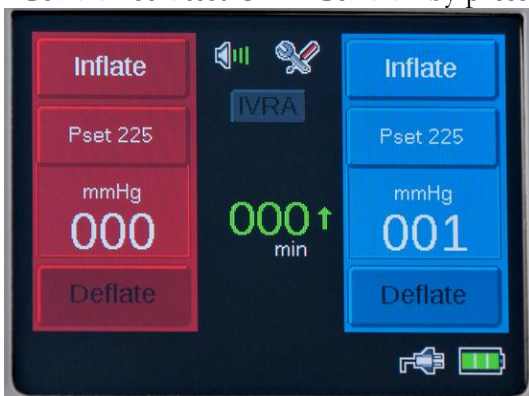 Inflate
Pset 225
mmHg
000
Deflate
IVRA
000
min
Inflate
Pset 225
mmHg
001
Deflate